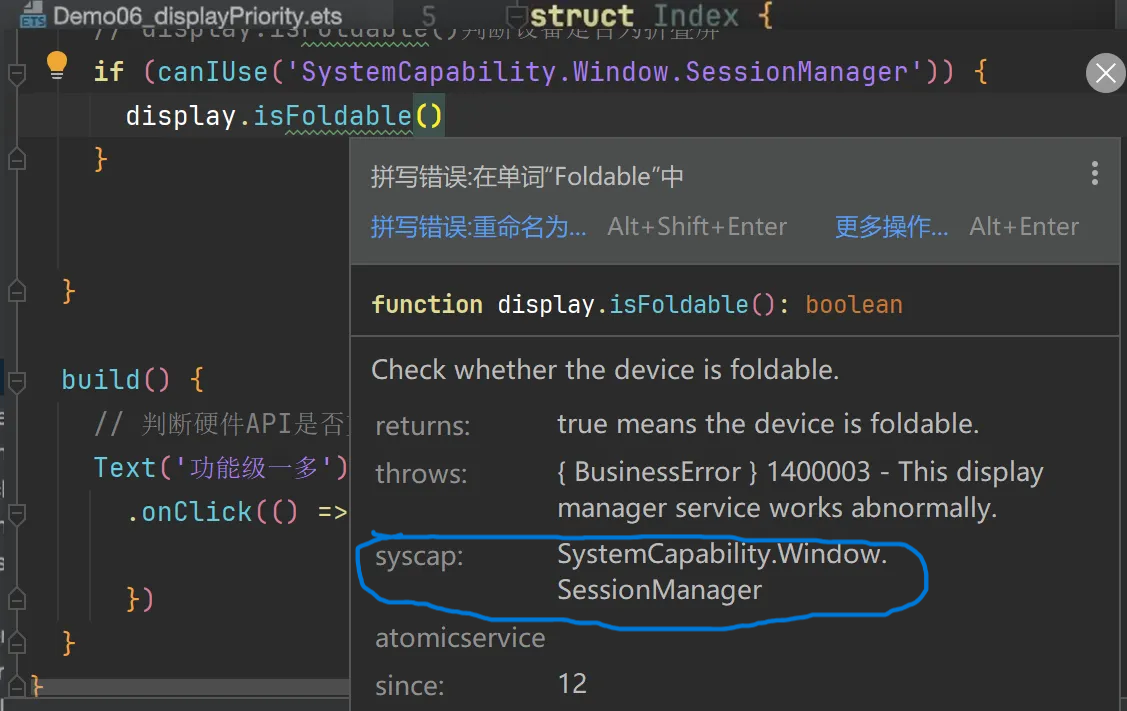 Demo06_displayPriority.ets
5 struct Index {
// display.isFoldable()判断设备是否为折叠屏
if (canIUse('SystemCapability.Window.SessionManager')) {
display.isFoldable()
}
拼写错误:在单词“Foldable”中
拼写错误:重命名为... Alt+Shift+Enter 更多操作... Alt+Enter
}
function display.isFoldable(): boolean
Check whether the device is foldable.
build() {
// 判断硬件API是否
returns: true means the device is foldable.
Text('功能级一多')
throws: { BusinessError } 1400003 - This display
manager service works abnormally.
.onClick(() =>
syscap: SystemCapability.Window.
SessionManager
})
}
atomicservice
since: 12
}